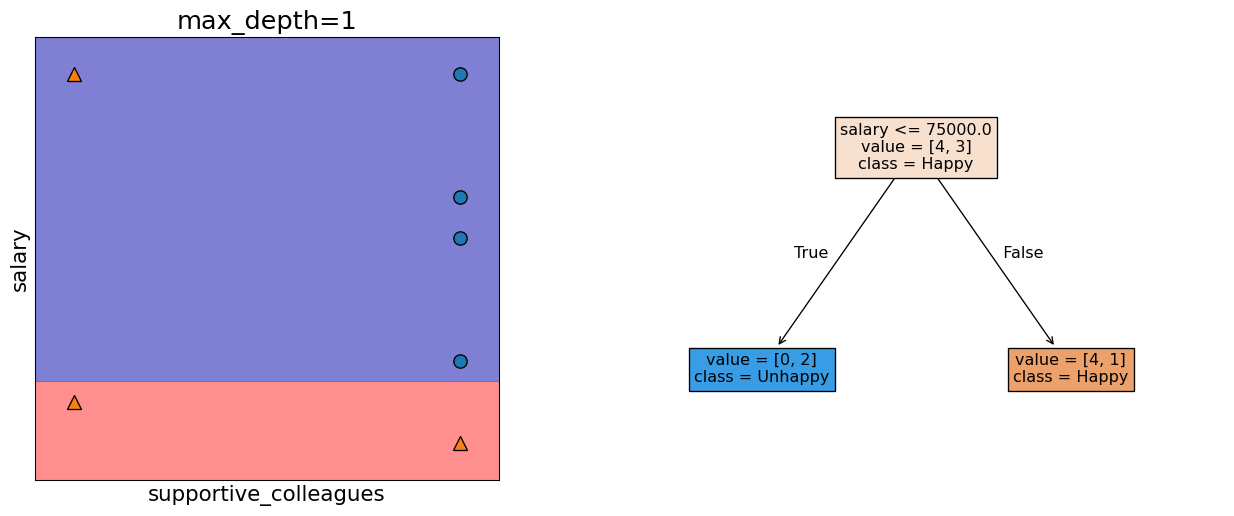 max_depth=1
salary
supportive_colleagues
salary <= 75000.0
value = [4, 3]
class = Happy
True
False
value = [0, 2]
class = Unhappy
value = [4, 1]
class = Happy